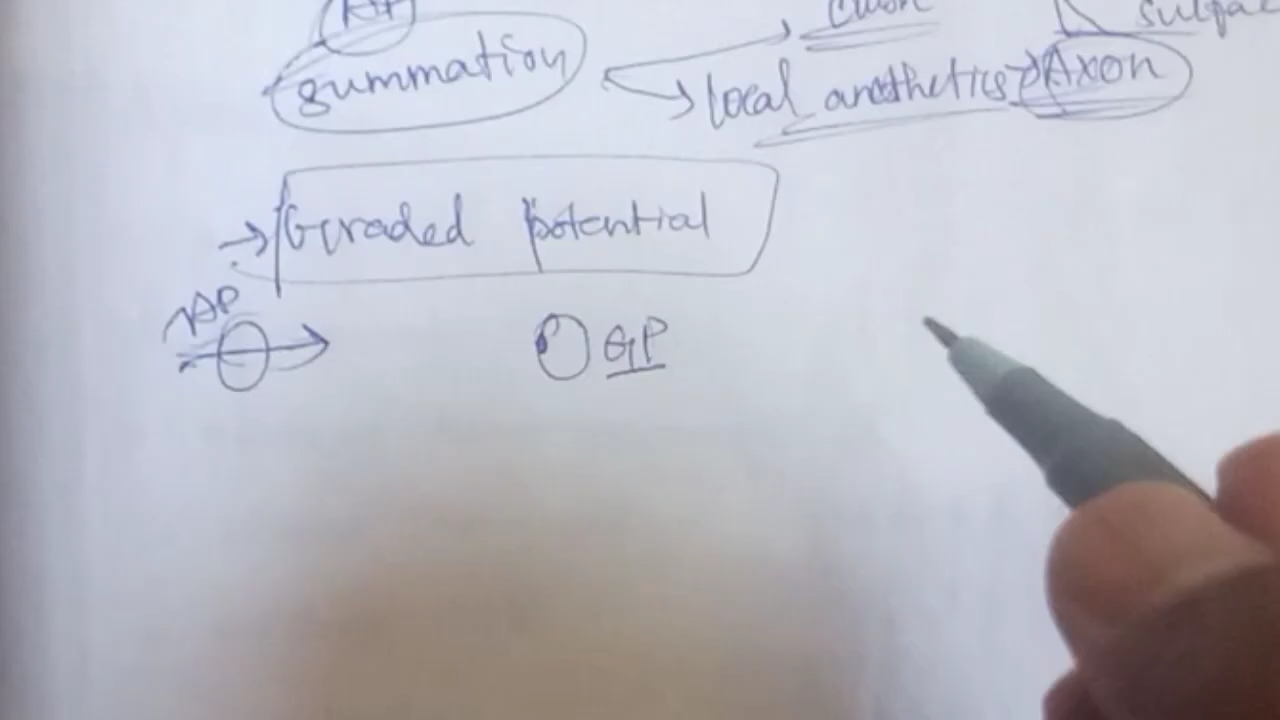 summation
local anesthetics → Axon
→ Graded potential
AP
GP